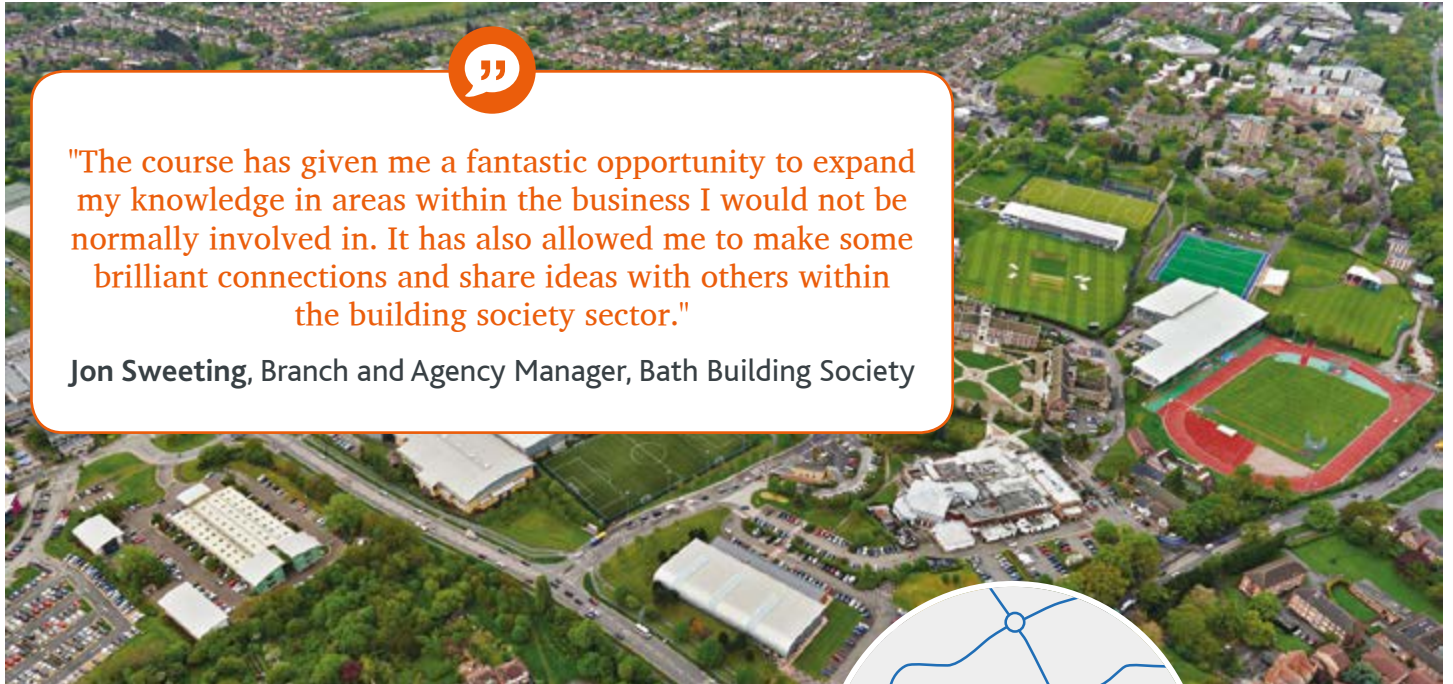 "The course has given me a fantastic opportunity to expand
my knowledge in areas within the business I would not be
normally involved in. It has also allowed me to make some
brilliant connections and share ideas with others within
the building society sector."
Jon Sweeting, Branch and Agency Manager, Bath Building Society